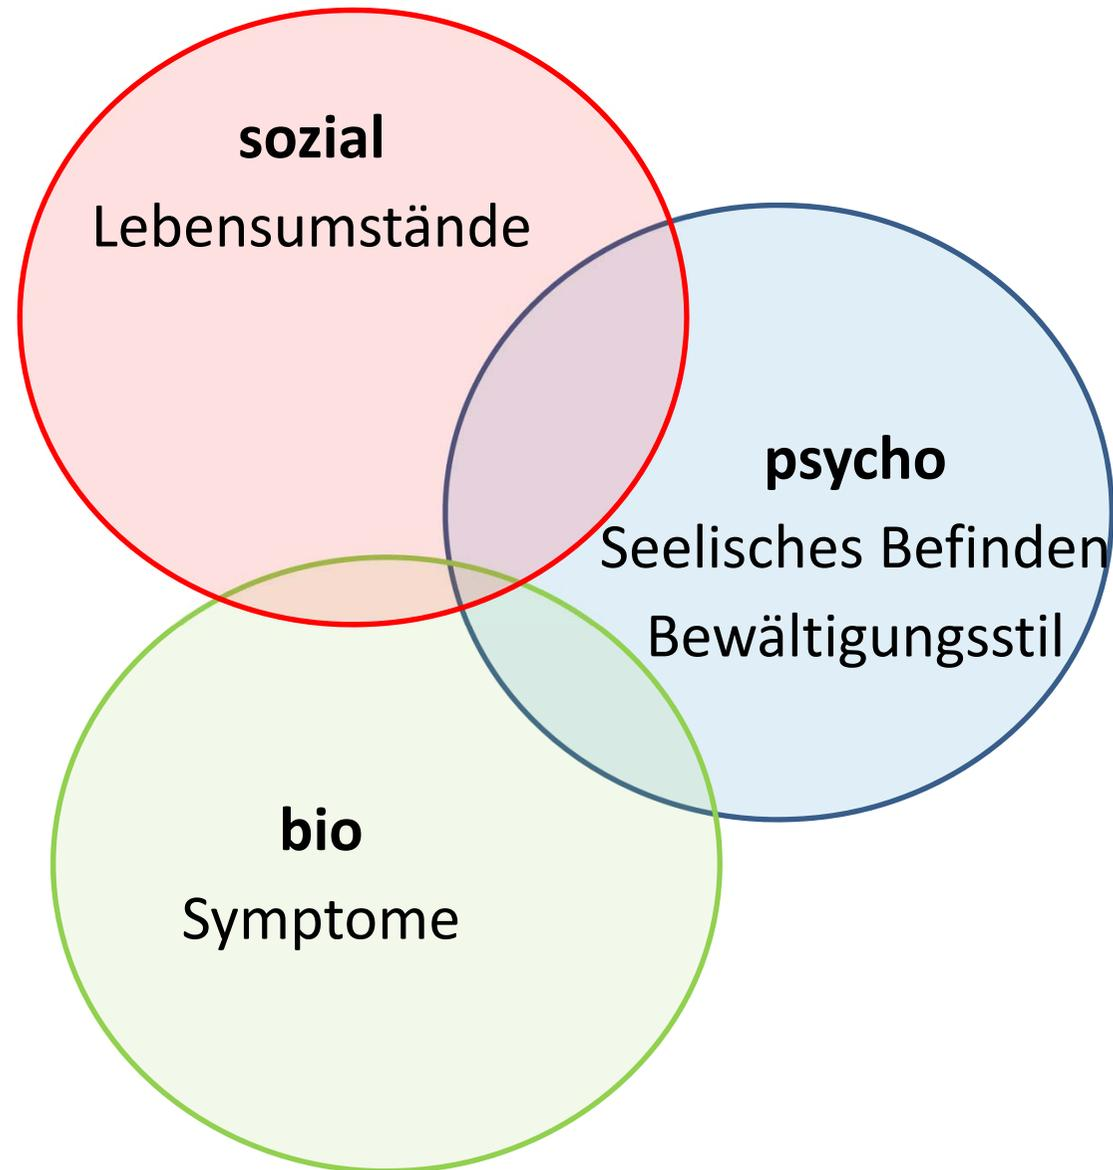 sozial
Lebensumstände
psycho
Seelisches Befinden
Bewältigungsstil
bio
Symptome